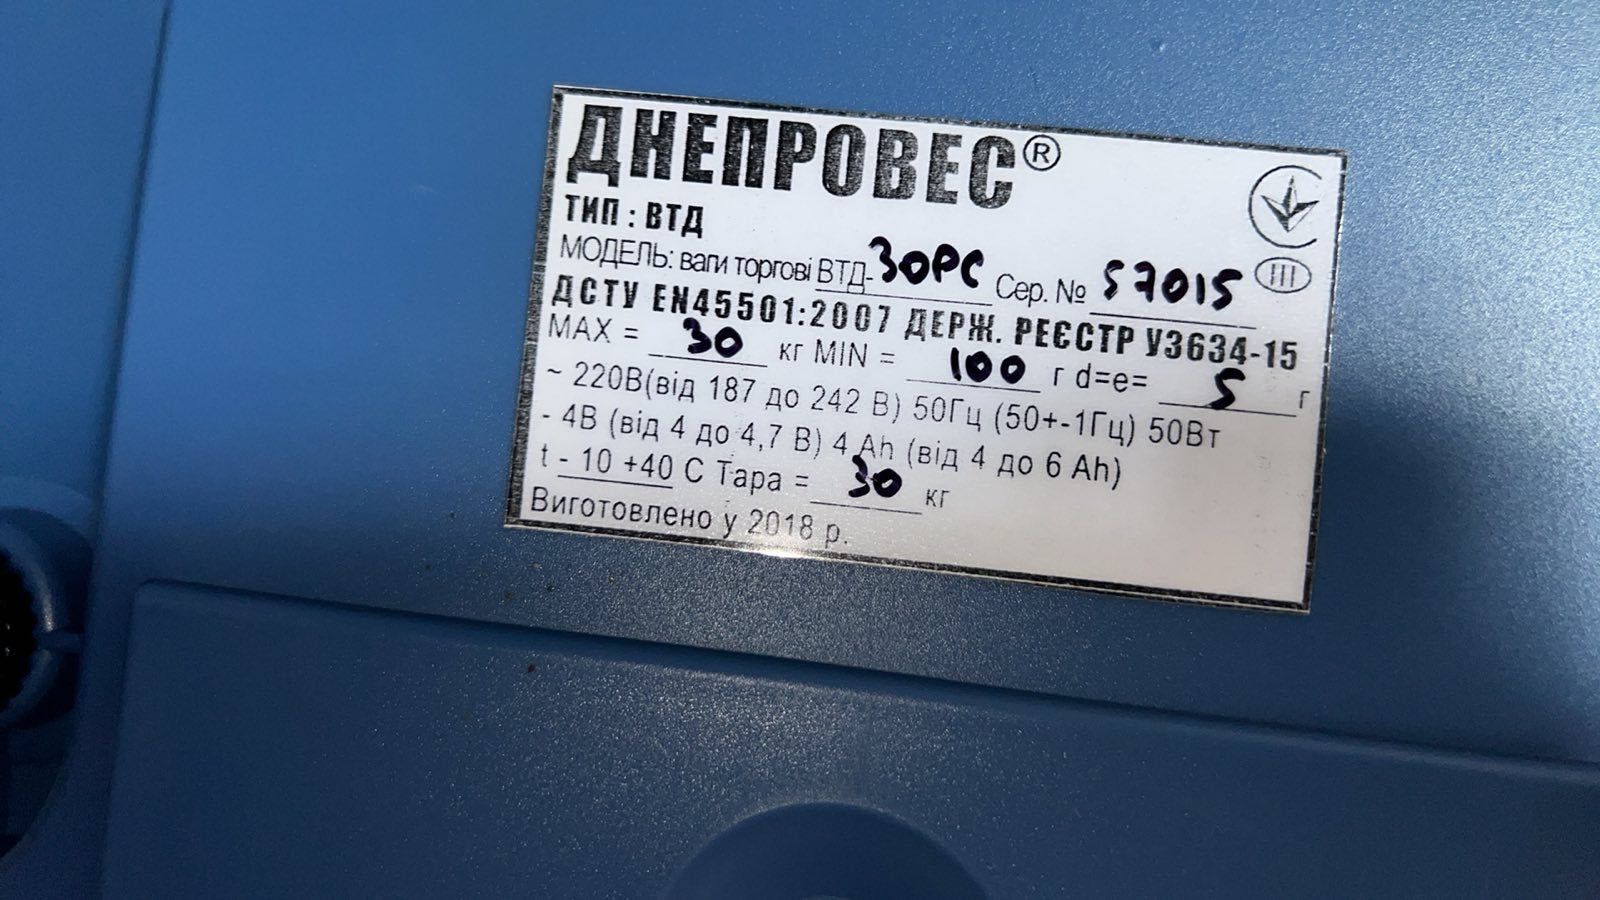 ДНЕПРОВЕС®
ТИП : ВТД
МОДЕЛЬ: ваги торгові ВТД-30РС Сер. № 57015
III
ДСТУ EN45501:2007 ДЕРЖ. РЕЄСТР У3634-15
MAX = 30 кг MIN = 100 г d=e= 5 г
~ 220В(від 187 до 242 В) 50Гц (50+-1Гц) 50Вт
- 4В (від 4 до 4,7 В) 4 Ah (від 4 до 6 Ah)
t - 10 +40 С Тара = 30 кг
Виготовлено у 2018 р.